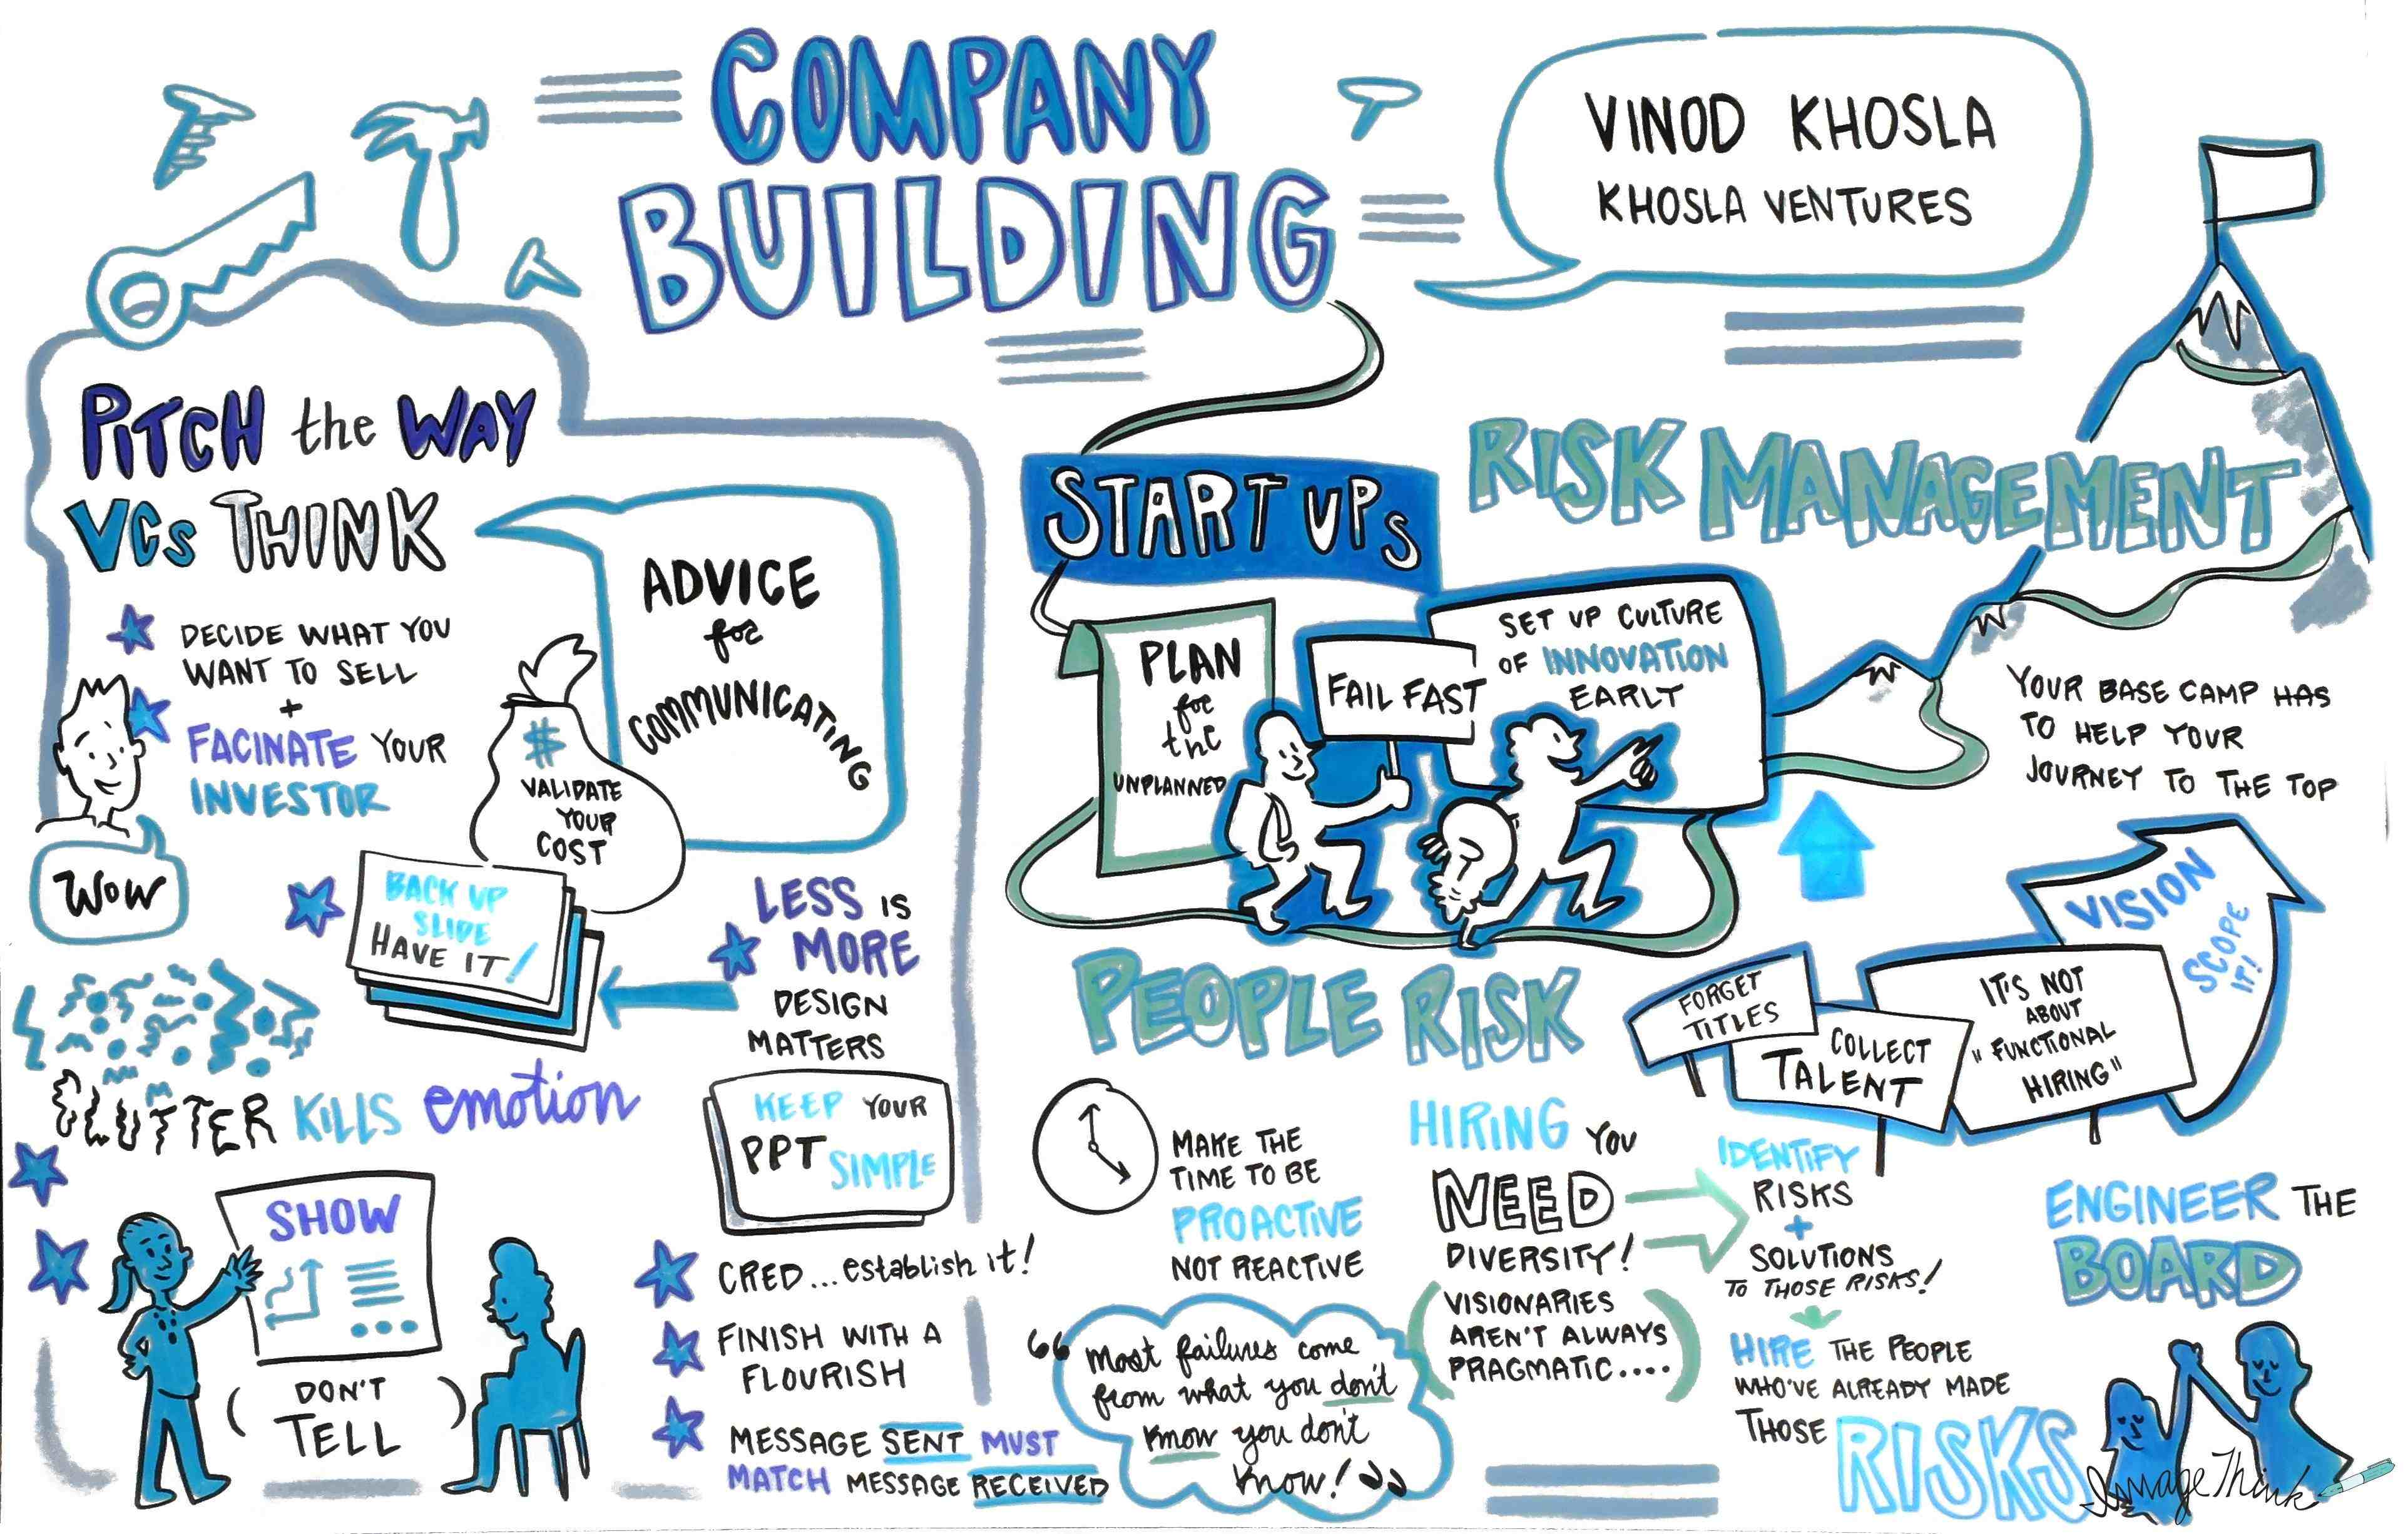 COMPANY
BUILDING
VINOD KHOSLA
KHOSLA VENTURES
PITCH the WAY
VCs THINK
DECIDE WHAT YOU
WANT TO SELL
+
FACINATE YOUR
INVESTOR
WOW
ADVICE
for
COMMUNICATING
$
VALIDATE
YOUR
COST
BACK UP
SLIDE
HAVE IT!
LESS IS
MORE
DESIGN
MATTERS
CLUTTER KILLS emotion
KEEP YOUR
PPT SIMPLE
SHOW
(DON'T
TELL)
CRED... establish it!
FINISH WITH A
FLOURISH
MESSAGE SENT MUST
MATCH MESSAGE RECEIVED
START UPs
RISK MANAGEMENT
PLAN
for
the
UNPLANNED
FAIL FAST
SET UP CULTURE
OF INNOVATION
EARLY
YOUR BASE CAMP HAS
TO HELP YOUR
JOURNEY TO THE TOP
PEOPLE RISK
MAKE THE
TIME TO BE
PROACTIVE
NOT REACTIVE
"Most failures come
from what you don't
know you don't
know!"
HIRING YOU
NEED
DIVERSITY!
(VISIONARIES
AREN'T ALWAYS
PRAGMATIC....)
FORGET
TITLES
COLLECT
TALENT
IT'S NOT
ABOUT
"FUNCTIONAL
HIRING"
VISION
SCOPE
IT!
IDENTIFY
RISKS
+
SOLUTIONS
TO THOSE RISKS!
HIRE THE PEOPLE
WHO'VE ALREADY MADE
THOSE RISKS
ENGINEER THE
BOARD
ImageThink